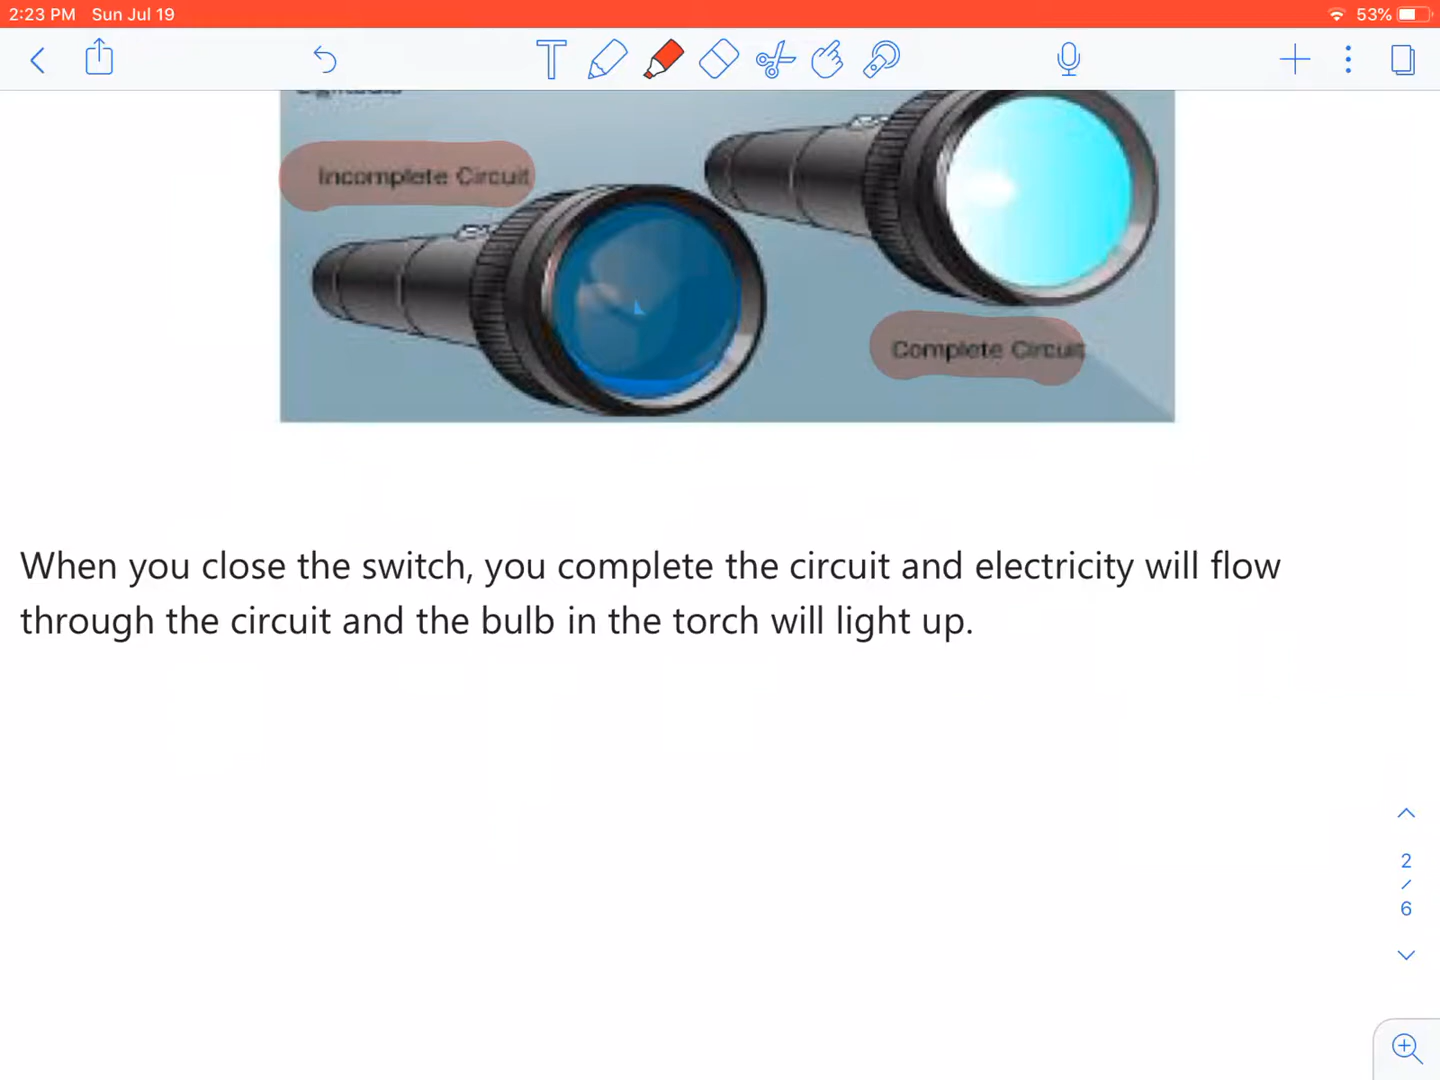 2:23 PM Sun Jul 19
53%
T
Incomplete Circuit
Complete Circuit
When you close the switch, you complete the circuit and electricity will flow
through the circuit and the bulb in the torch will light up.
2
/
6